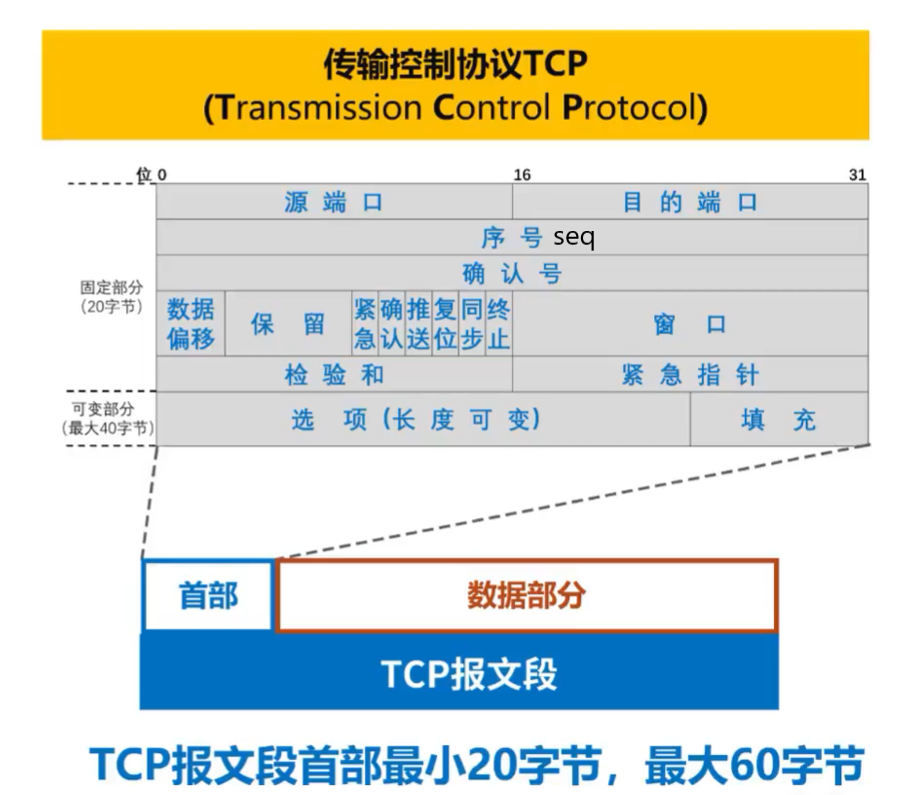 传输控制协议TCP
(Transmission Control Protocol)
位 0 16 31
源 端 口 目 的 端 口
序 号 seq
确 认 号
固定部分
(20字节)
数据
偏移
保 留
紧
急
确
认
推
送
复
位
同
步
终
止
窗 口
检 验 和 紧 急 指 针
可变部分
(最大40字节)
选 项 (长 度 可 变) 填 充
首部 数据部分
TCP报文段
TCP报文段首部最小20字节，最大60字节